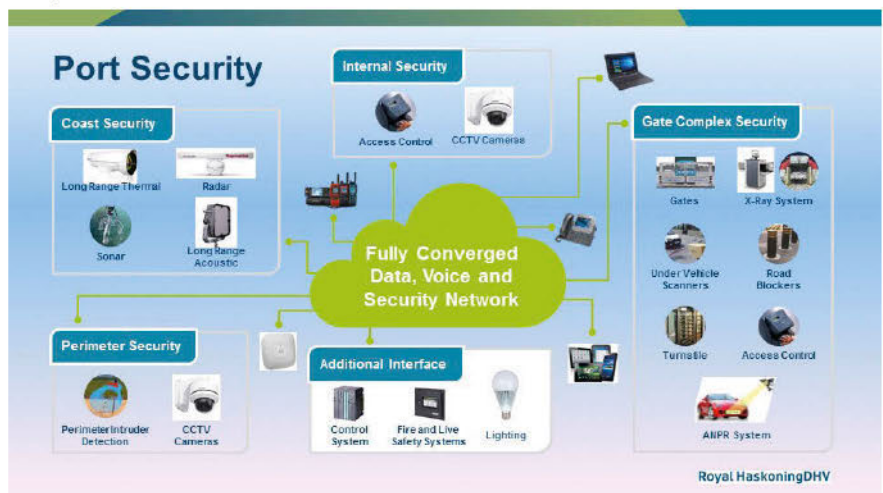 Port Security
Internal Security
Access Control
CCTV Cameras
Coast Security
Long Range Thermal
Radar
Sonar
Long Range
Acoustic
Gate Complex Security
Gates
X-Ray System
Under Vehicle
Scanners
Road
Blockers
Turnstile
Access Control
ANPR System
Fully Converged
Data, Voice and
Security Network
Perimeter Security
Perimeter Intruder
Detection
CCTV
Cameras
Additional Interface
Control
System
Fire and Live
Safety Systems
Lighting
Royal HaskoningDHV